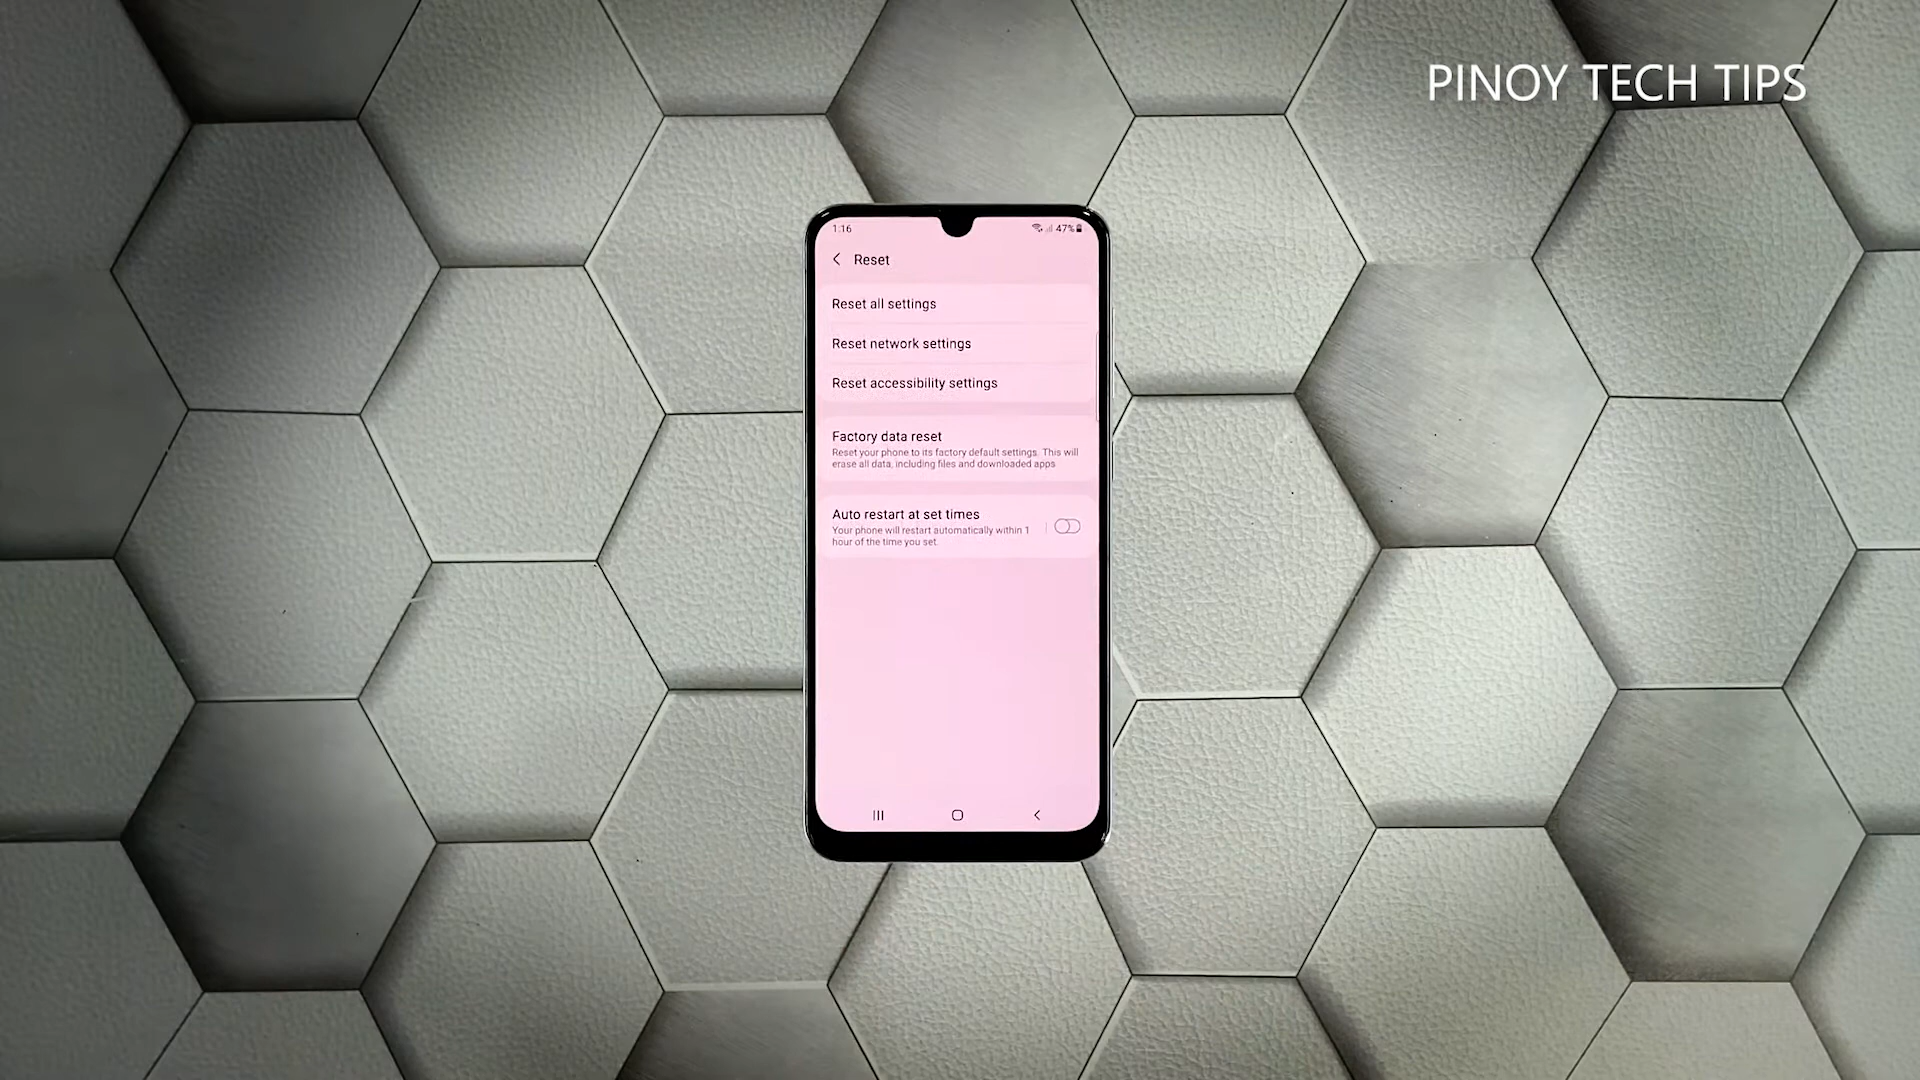 PINOY TECH TIPS
1:16
47%
Reset
Reset all settings
Reset network settings
Reset accessibility settings
Factory data reset
Reset your phone to its factory default settings. This will
erase all data, including files and downloaded apps
Auto restart at set times
Your phone will restart automatically within 1
hour of the time you set.